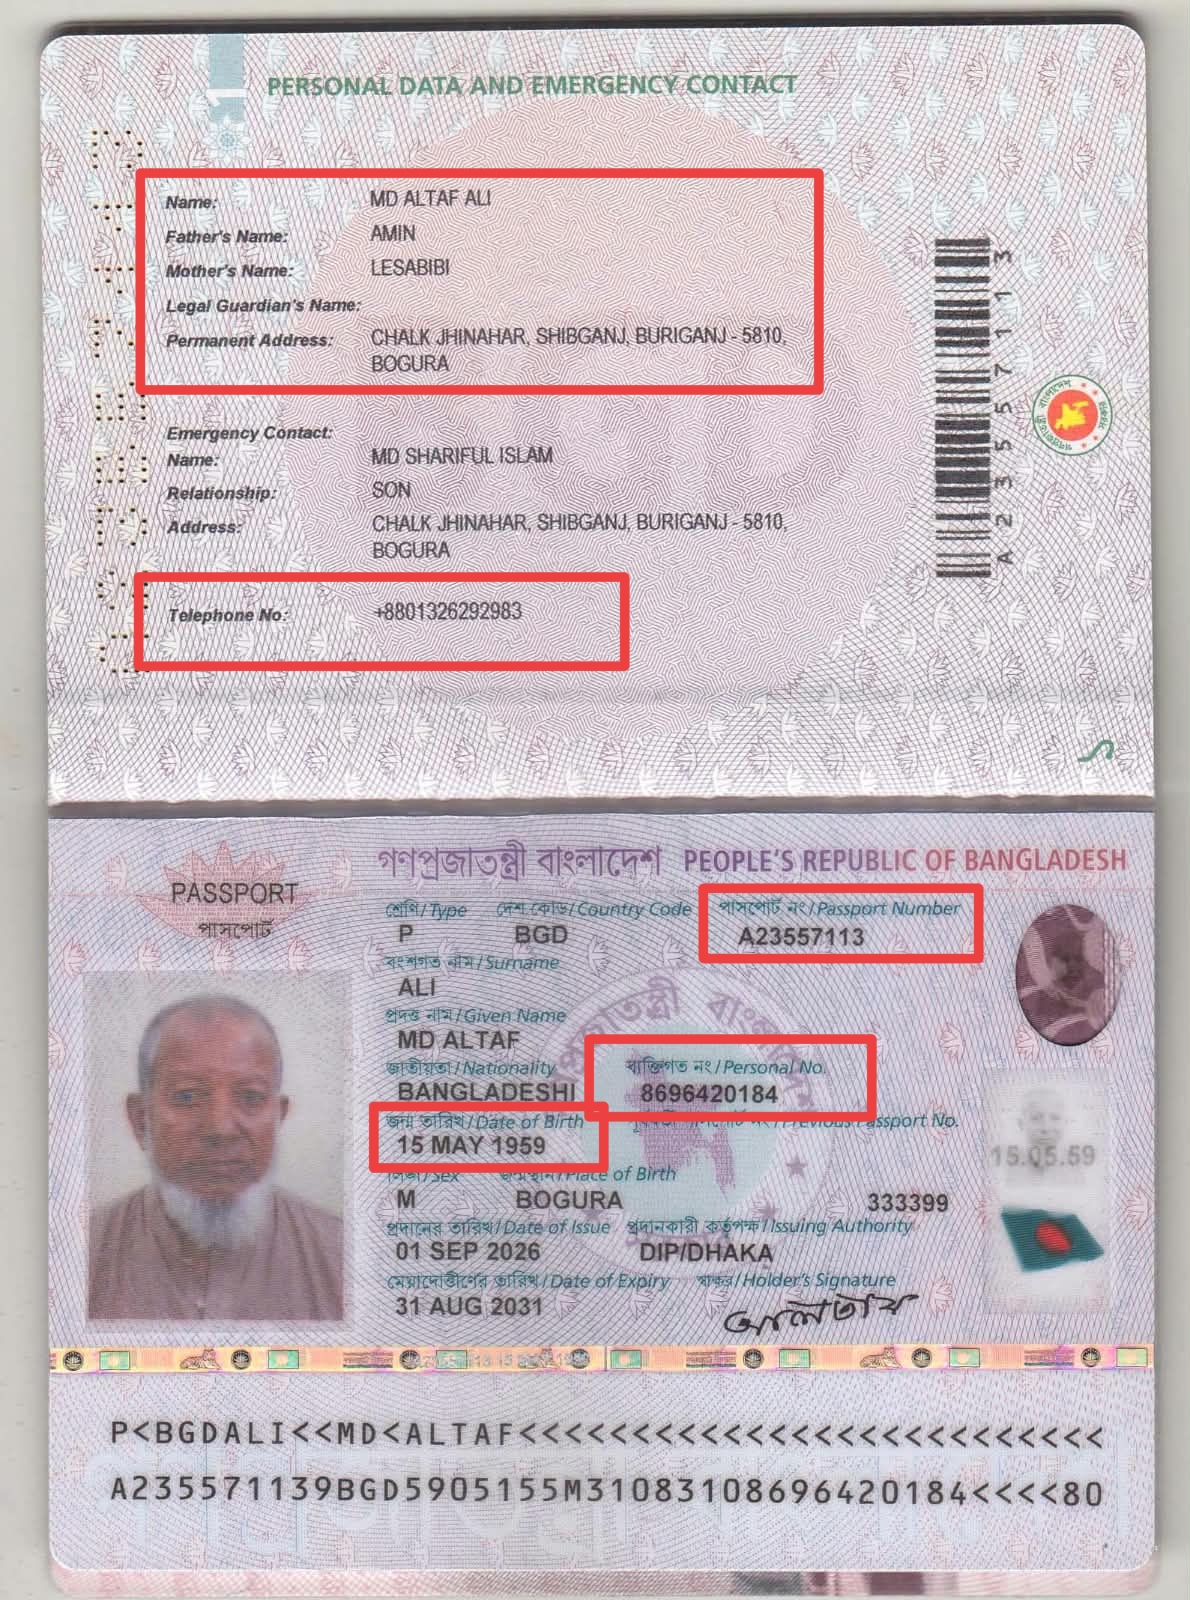 1
PERSONAL DATA AND EMERGENCY CONTACT
Name: MD ALTAF ALI
Father's Name: AMIN
Mother's Name: LESABIBI
Legal Guardian's Name:
Permanent Address: CHALK JHINAHAR, SHIBGANJ, BURIGANJ - 5810,
BOGURA
Emergency Contact:
Name: MD SHARIFUL ISLAM
Relationship: SON
Address: CHALK JHINAHAR, SHIBGANJ, BURIGANJ - 5810,
BOGURA
Telephone No: +8801326292983
A23557113
গণপ্রজাতন্ত্রী বাংলাদেশ PEOPLE'S REPUBLIC OF BANGLADESH
PASSPORT
পাসপোর্ট
শ্রেণি/Type দেশ কোড/Country Code পাসপোর্ট নং/Passport Number
P BGD A23557113
বংশগত নাম/Surname
ALI
প্রদত্ত নাম/Given Name
MD ALTAF
জাতীয়তা/Nationality ব্যক্তিগত নং/Personal No.
BANGLADESHI 8696420184
জন্ম তারিখ/Date of Birth Previous Passport No.
15 MAY 1959
15.05.59
লিঙ্গ/Sex জন্মস্থান/Place of Birth
M BOGURA 333399
প্রদানের তারিখ/Date of Issue প্রদানকারী কর্তৃপক্ষ/Issuing Authority
01 SEP 2026 DIP/DHAKA
মেয়াদোত্তীর্ণের তারিখ/Date of Expiry স্বাক্ষর/Holder's Signature
31 AUG 2031 আলতাফ
P<BGDALI<<MD<ALTAF<<<<<<<<<<<<<<<<<<<<<<<<<<
A235571139BGD5905155M31083108696420184<<<<80